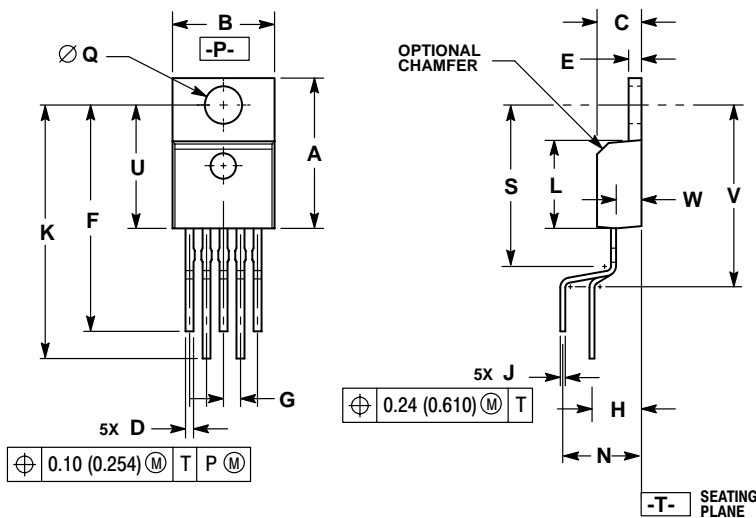 B
-P-
Ø Q
A
U
F
K
5X D
G
⌖ 0.10 (0.254) Ⓜ T P Ⓜ
C
OPTIONAL
CHAMFER
E
S
L
W
V
5X J
⌖ 0.24 (0.610) Ⓜ T
H
N
-T-
SEATING
PLANE